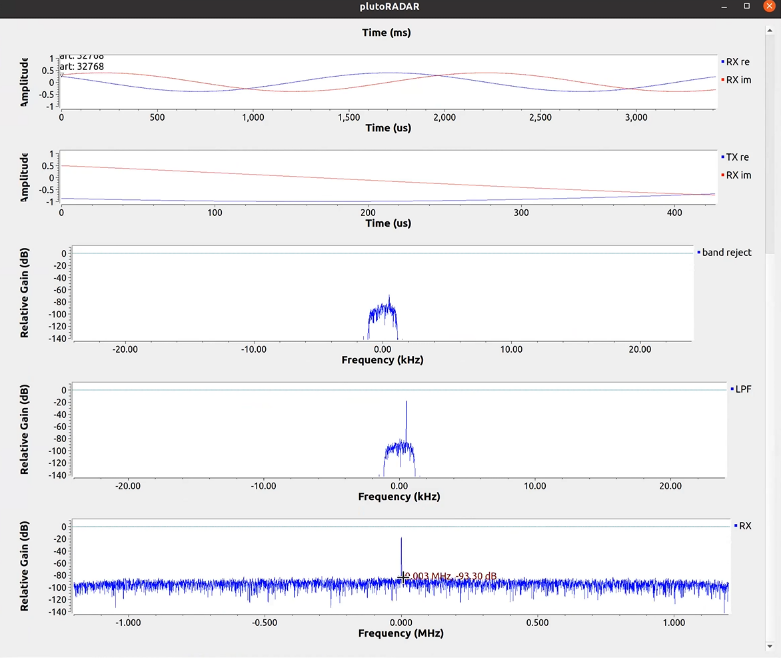 plutoRADAR
Time (ms)
art: 32768
art: 32768
Amplitude
1
0.5
0
-0.5
-1
0
500
1,000
1,500
2,000
2,500
3,000
Time (us)
RX re
RX im
Amplitude
1
0.5
0
-0.5
-1
0
100
200
300
400
Time (us)
TX re
RX im
Relative Gain (dB)
0
-20
-40
-60
-80
-100
-120
-140
-20.00
-10.00
0.00
10.00
20.00
Frequency (kHz)
band reject
Relative Gain (dB)
0
-20
-40
-60
-80
-100
-120
-140
-20.00
-10.00
0.00
10.00
20.00
Frequency (kHz)
LPF
Relative Gain (dB)
0
-20
-40
-60
-80
-100
-120
-140
0.003 MHz, -93.30 dB
-1.000
-0.500
0.000
0.500
1.000
Frequency (MHz)
RX